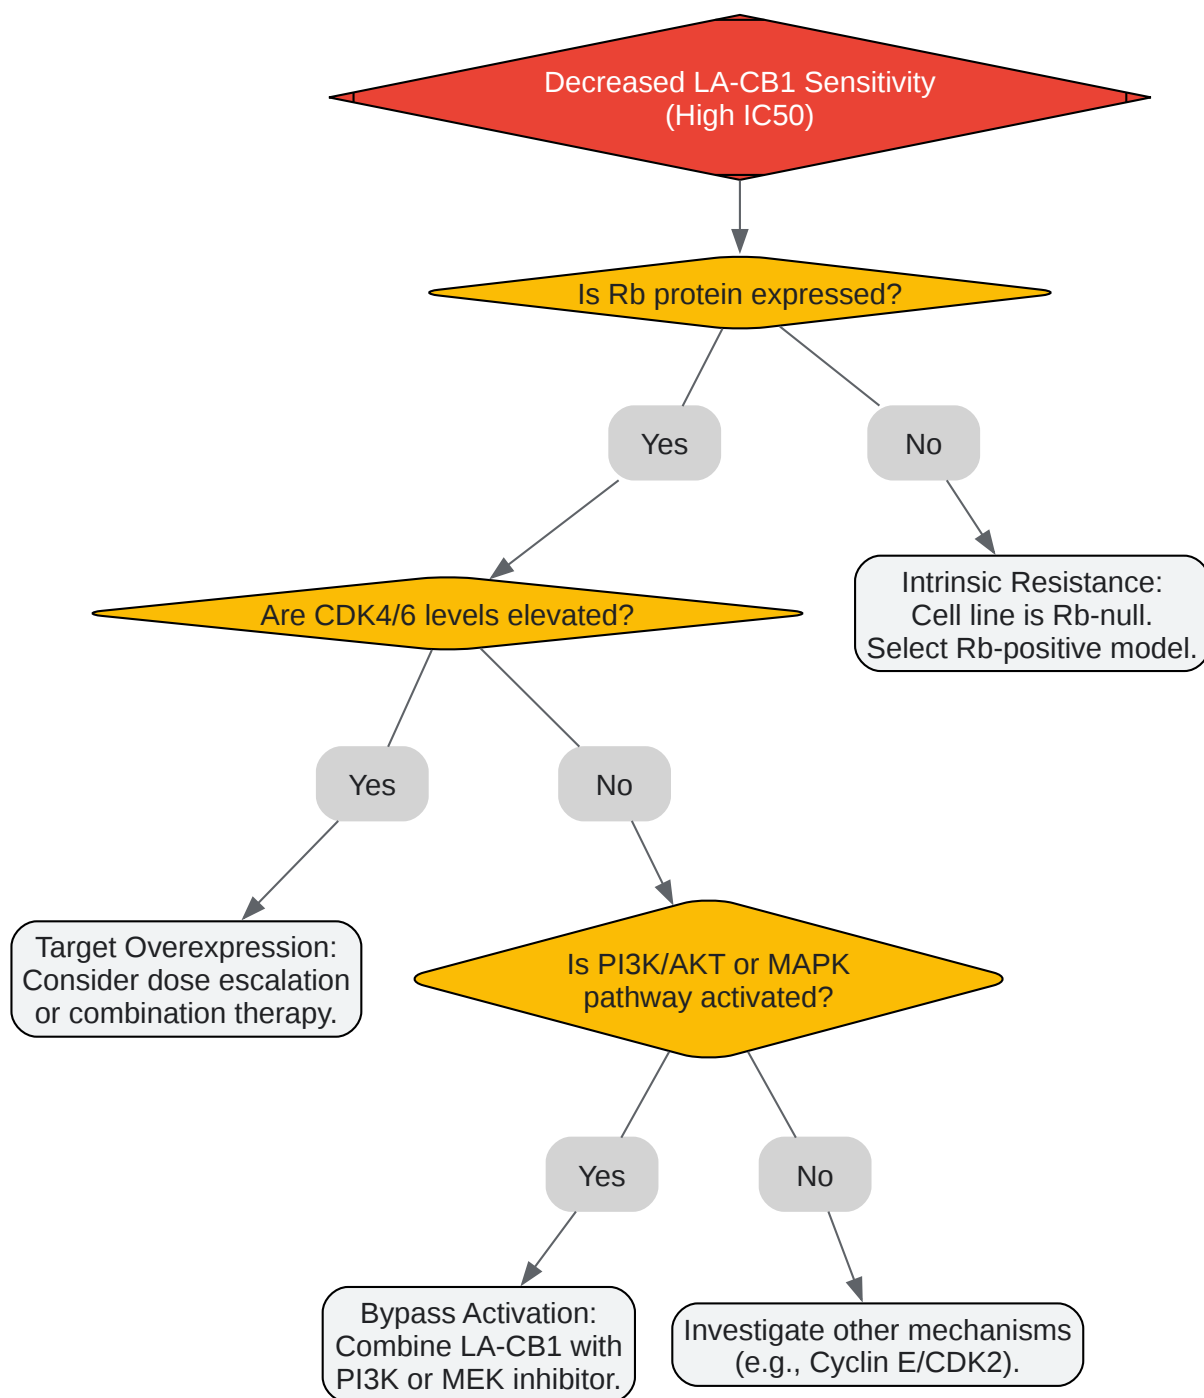 Decreased LA-CB1 Sensitivity
(High IC50)
Is Rb protein expressed?
Yes
No
Intrinsic Resistance:
Cell line is Rb-null.
Select Rb-positive model.
Are CDK4/6 levels elevated?
Yes
No
Target Overexpression:
Consider dose escalation
or combination therapy.
Is PI3K/AKT or MAPK
pathway activated?
Yes
No
Bypass Activation:
Combine LA-CB1 with
PI3K or MEK inhibitor.
Investigate other mechanisms
(e.g., Cyclin E/CDK2).